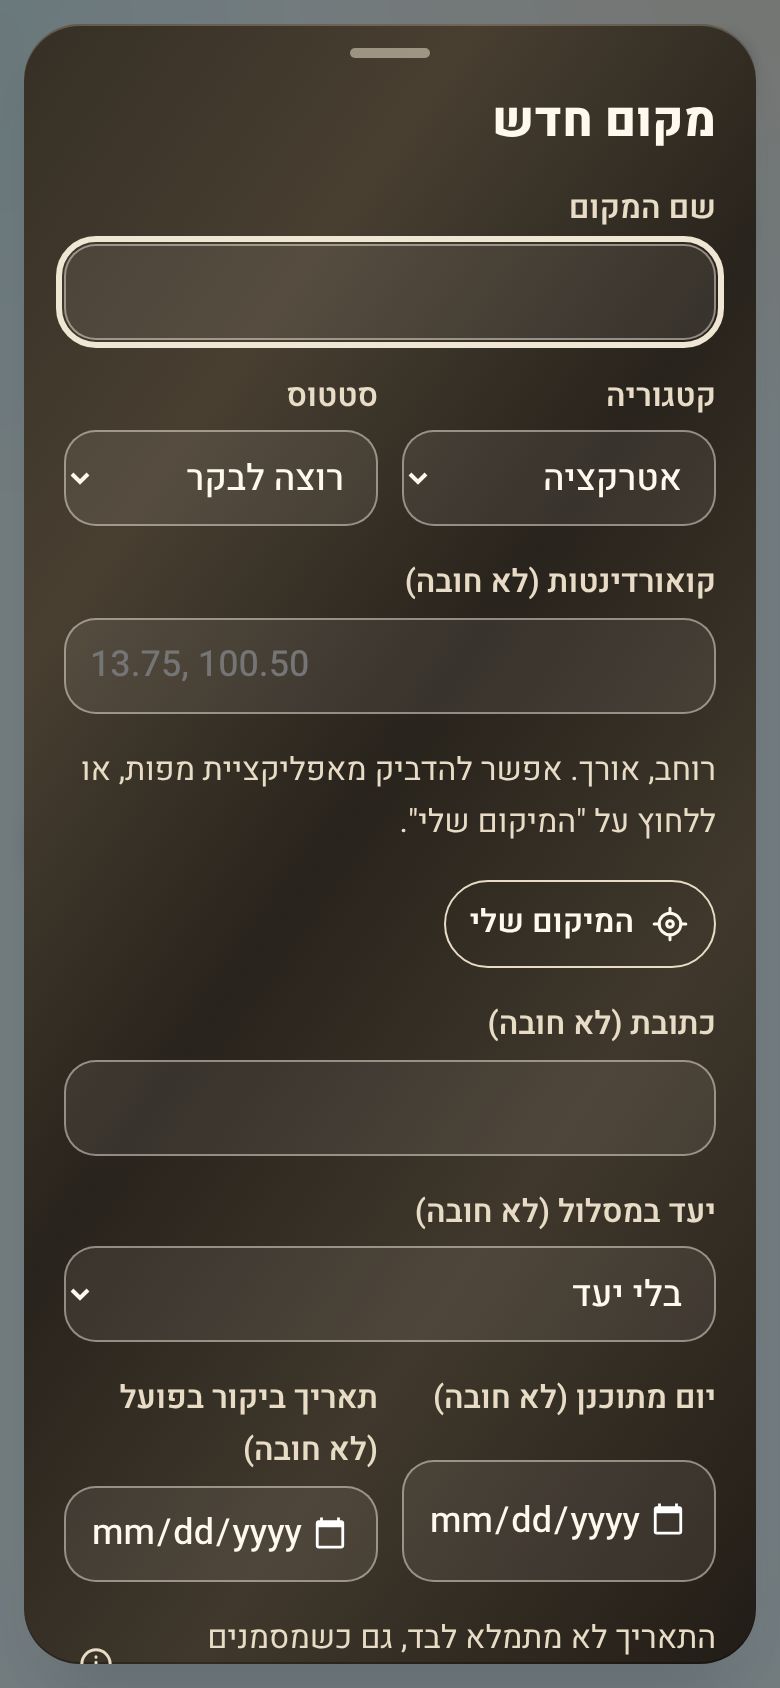 מקום חדש
שם המקום
קטגוריה
סטטוס
אטרקציה
רוצה לבקר
קואורדינטות (לא חובה)
13.75, 100.50
רוחב, אורך. אפשר להדביק מאפליקציית מפות, או
ללחוץ על "המיקום שלי".
המיקום שלי
כתובת (לא חובה)
יעד במסלול (לא חובה)
בלי יעד
יום מתוכנן (לא חובה)
תאריך ביקור בפועל
(לא חובה)
mm/dd/yyyy
mm/dd/yyyy
התאריך לא מתמלא לבד, גם כשמסמנים